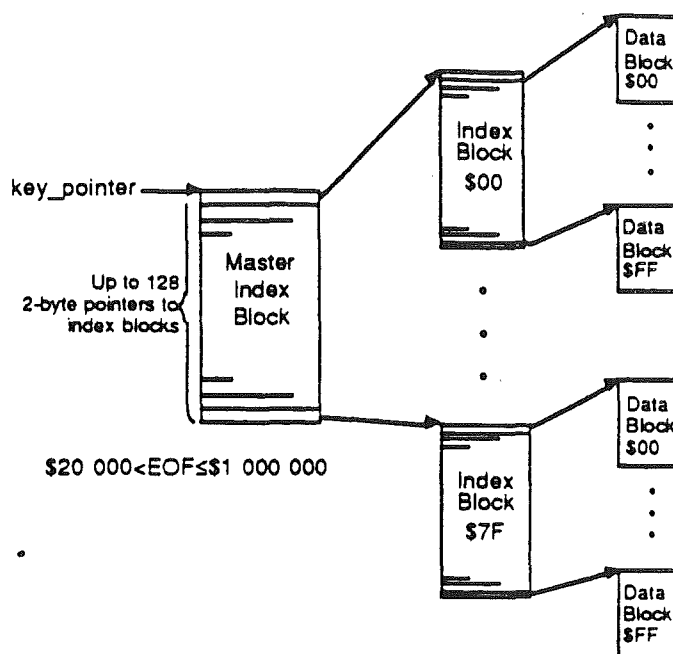 key_pointer
Up to 128
2-byte pointers to
index blocks
Master
Index
Block
$20 000<EOF≤$1 000 000
Index
Block
$00
Index
Block
$7F
Data
Block
$00
Data
Block
$FF
Data
Block
$00
Data
Block
$FF